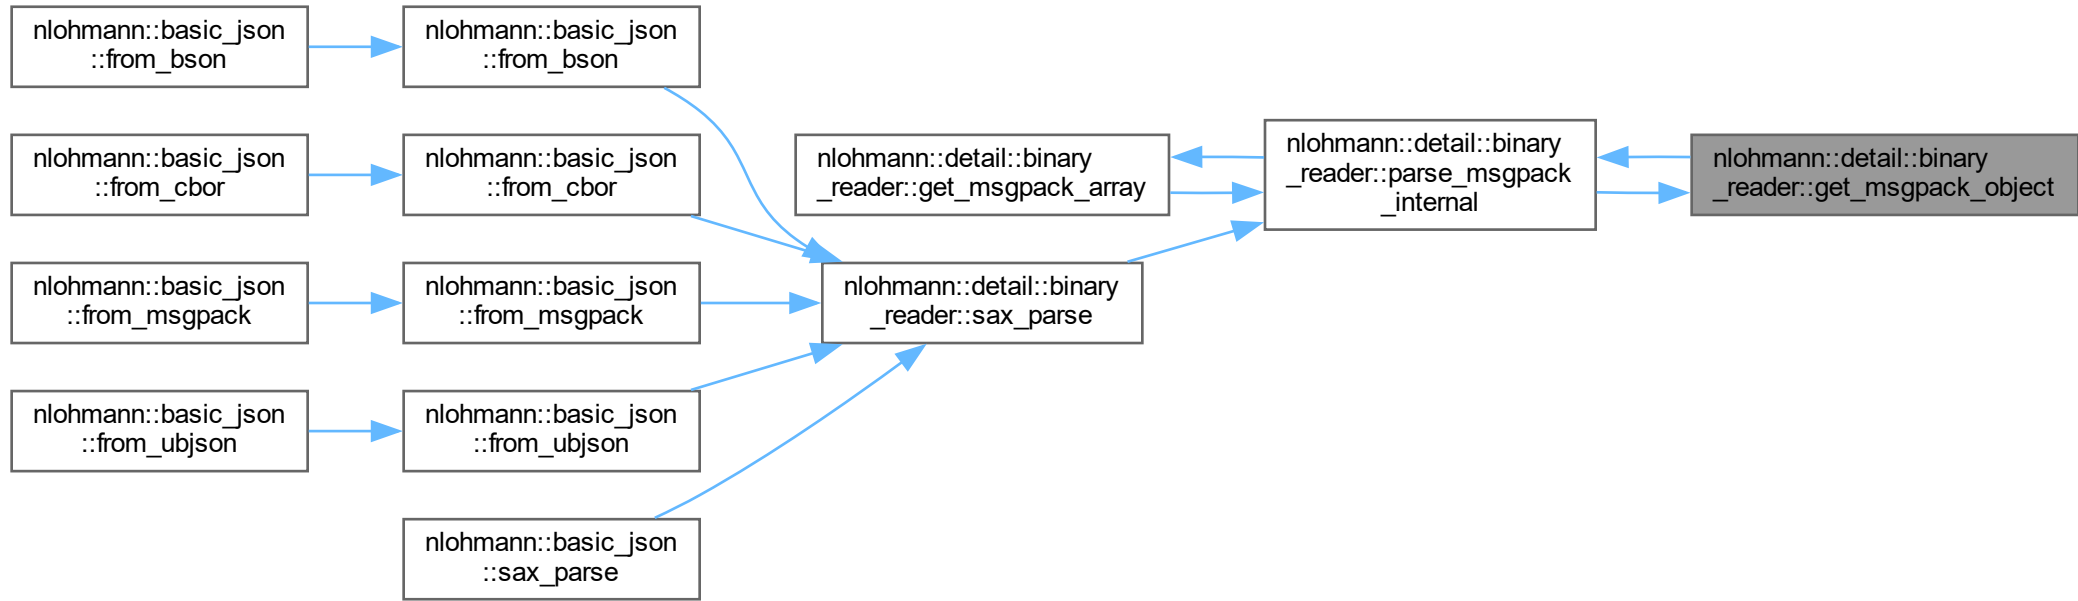 nlohmann::basic_json
::from_bson
nlohmann::basic_json
::from_bson
nlohmann::basic_json
::from_cbor
nlohmann::basic_json
::from_cbor
nlohmann::detail::binary
_reader::get_msgpack_array
nlohmann::detail::binary
_reader::parse_msgpack
_internal
nlohmann::detail::binary
_reader::get_msgpack_object
nlohmann::basic_json
::from_msgpack
nlohmann::basic_json
::from_msgpack
nlohmann::detail::binary
_reader::sax_parse
nlohmann::basic_json
::from_ubjson
nlohmann::basic_json
::from_ubjson
nlohmann::basic_json
::sax_parse